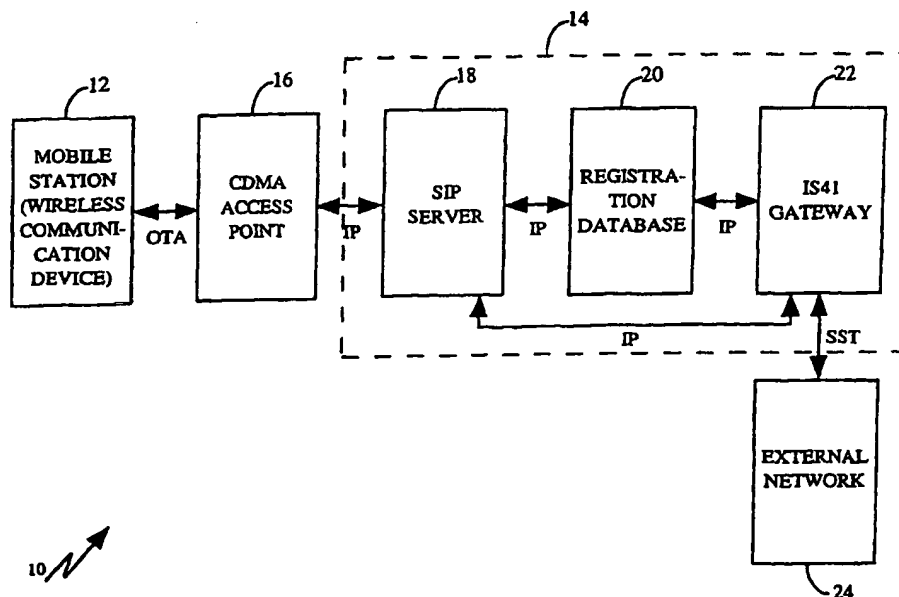 14
12
16
18
20
22
MOBILE
STATION
(WIRELESS
COMMUNI-
CATION
DEVICE)
OTA
CDMA
ACCESS
POINT
IP
SIP
SERVER
IP
REGISTRA-
TION
DATABASE
IP
IS41
GATEWAY
IP
SST
EXTERNAL
NETWORK
10
24